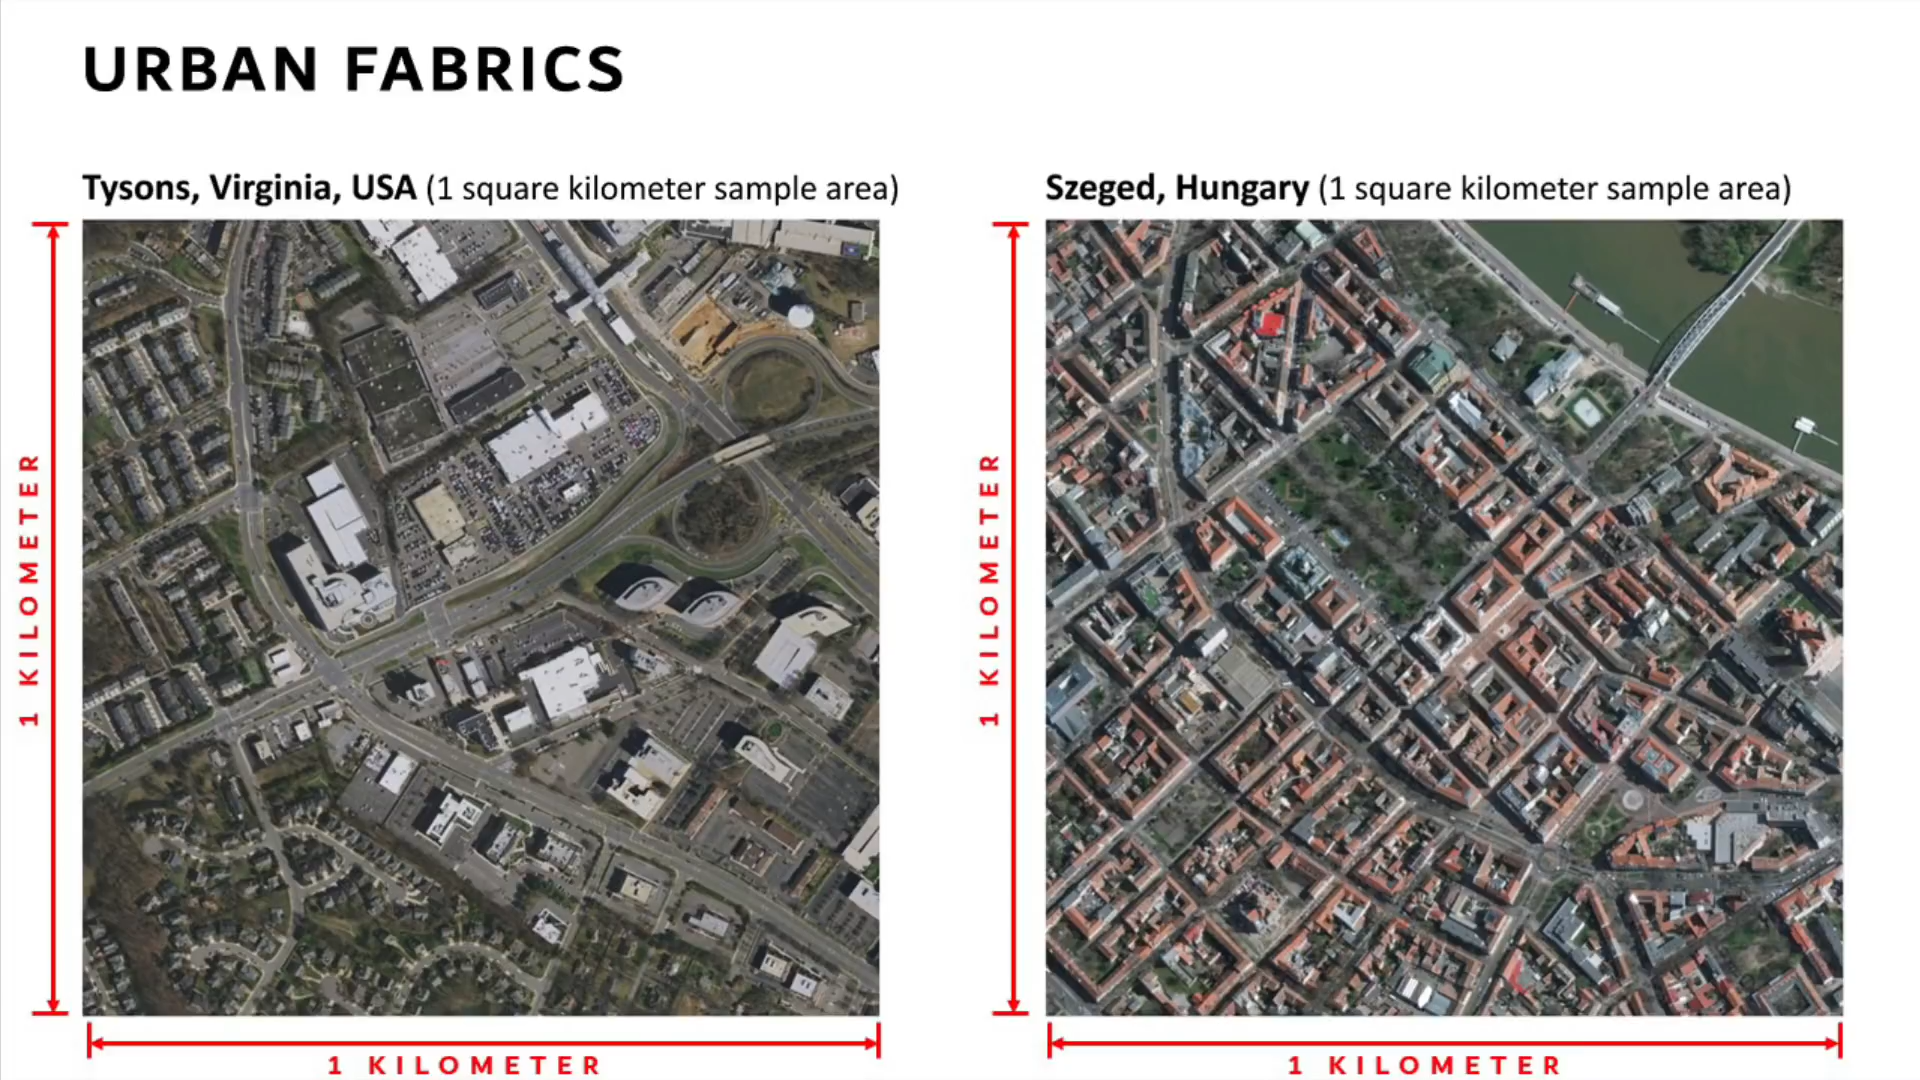 URBAN FABRICS
Tysons, Virginia, USA (1 square kilometer sample area)
1 KILOMETER
1 KILOMETER
Szeged, Hungary (1 square kilometer sample area)
1 KILOMETER
1 KILOMETER